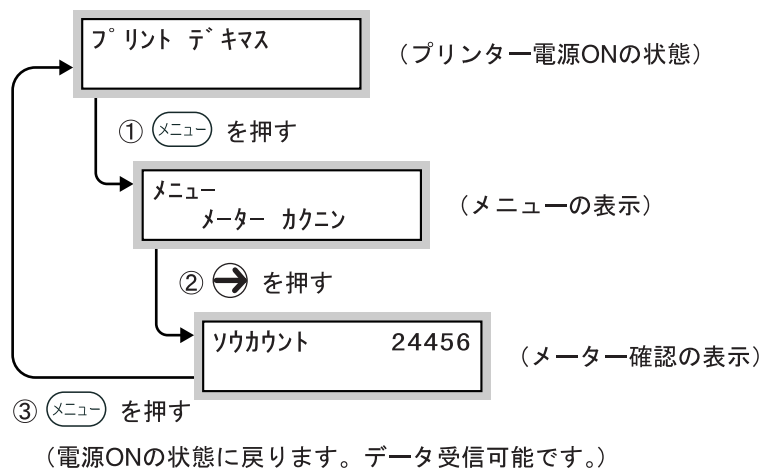 プリント デキマス
(プリンター電源ONの状態)
① メニュー を押す
メニュー
メーター カクニン
(メニューの表示)
② → を押す
ソウカウント 24456
(メーター確認の表示)
③ メニュー を押す
(電源ONの状態に戻ります。データ受信可能です。)